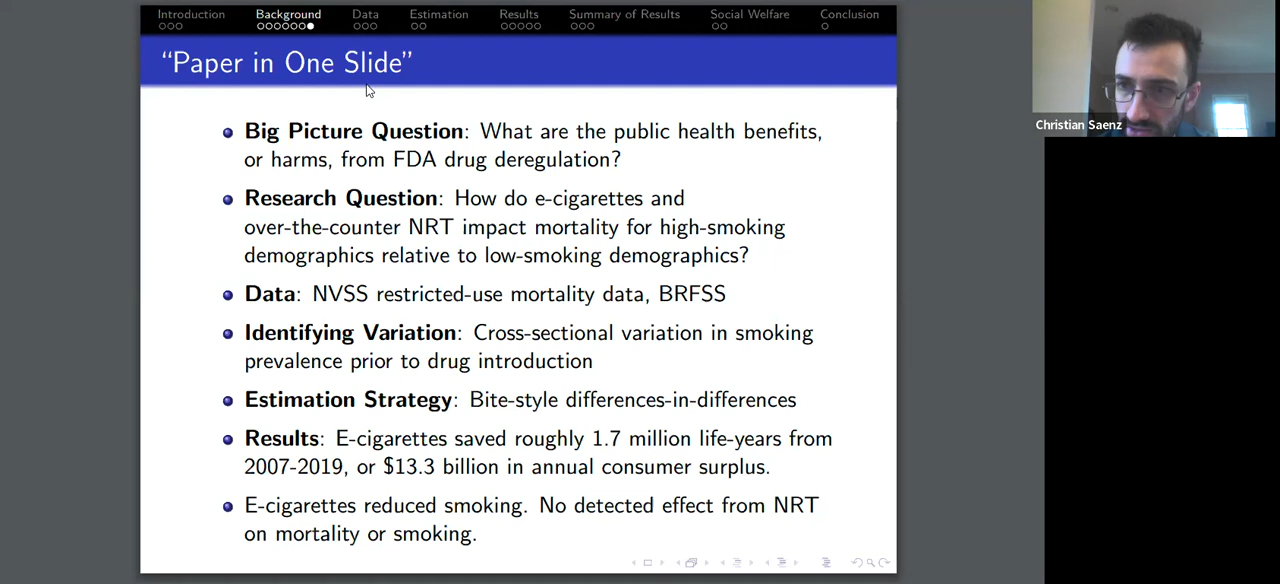 Introduction Background Data Estimation Results Summary of Results Social Welfare Conclusion
“Paper in One Slide”
Big Picture Question: What are the public health benefits,
or harms, from FDA drug deregulation?
Research Question: How do e-cigarettes and
over-the-counter NRT impact mortality for high-smoking
demographics relative to low-smoking demographics?
Data: NVSS restricted-use mortality data, BRFSS
Identifying Variation: Cross-sectional variation in smoking
prevalence prior to drug introduction
Estimation Strategy: Bite-style differences-in-differences
Results: E-cigarettes saved roughly 1.7 million life-years from
2007-2019, or $13.3 billion in annual consumer surplus.
E-cigarettes reduced smoking. No detected effect from NRT
on mortality or smoking.
Christian Saenz